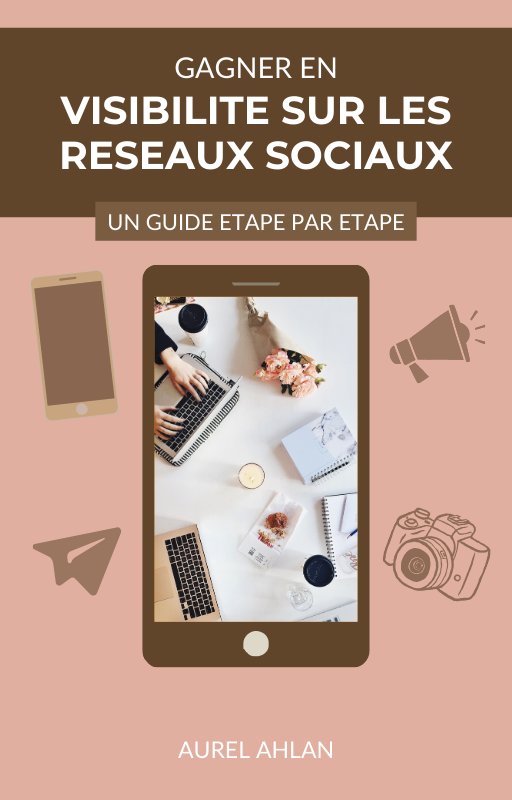 GAGNER EN
VISIBILITE SUR LES
RESEAUX SOCIAUX
UN GUIDE ETAPE PAR ETAPE
AUREL AHLAN